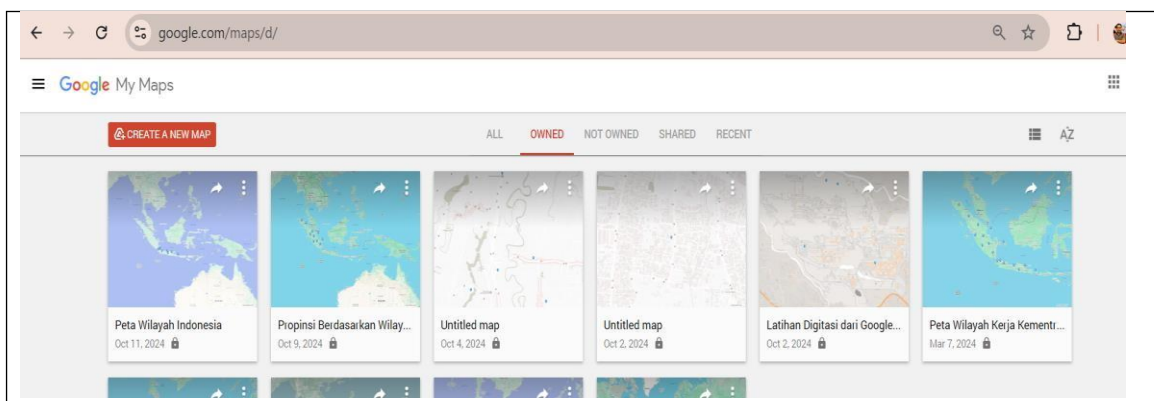 google.com/maps/d/
Google My Maps
CREATE A NEW MAP
ALL OWNED NOT OWNED SHARED RECENT
AZ
Peta Wilayah Indonesia
Oct 11, 2024
Propinsi Berdasarkan Wilay...
Oct 9, 2024
Untitled map
Oct 4, 2024
Untitled map
Oct 2, 2024
Latihan Digitasi dari Google...
Oct 2, 2024
Peta Wilayah Kerja Kementr...
Mar 7, 2024